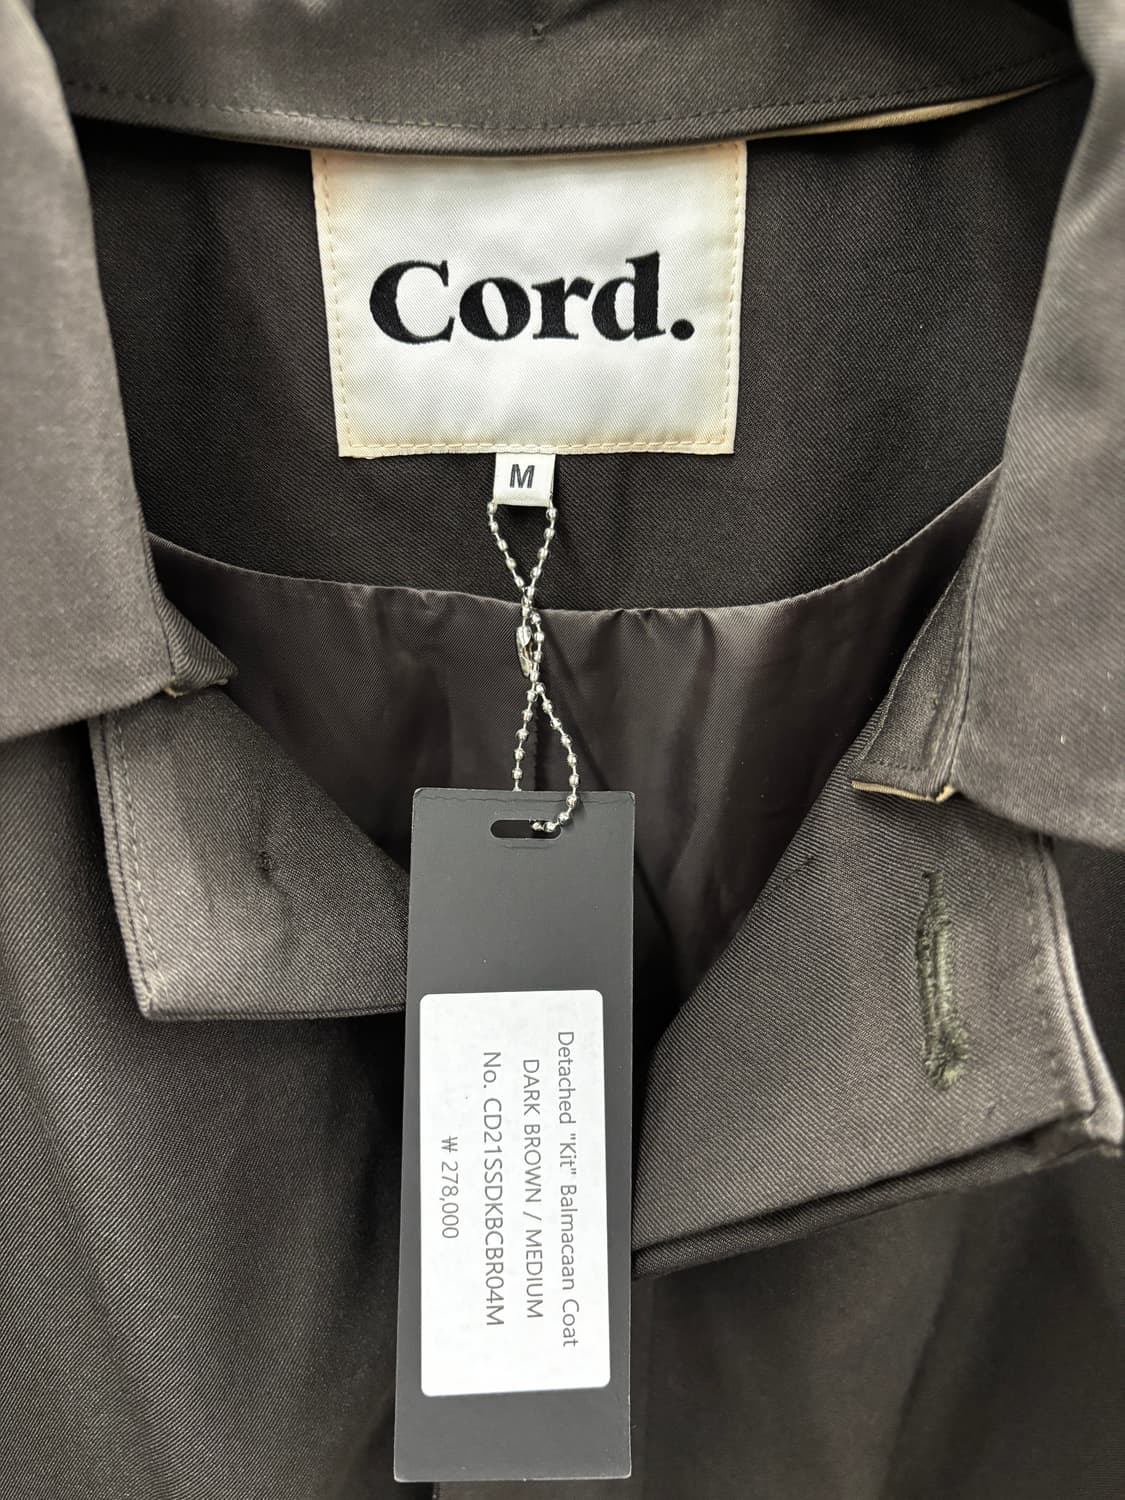 Cord.
M
Detached "Kit" Balmacaan Coat
DARK BROWN / MEDIUM
No. CD21SSDKBCBR04M
₩ 278,000